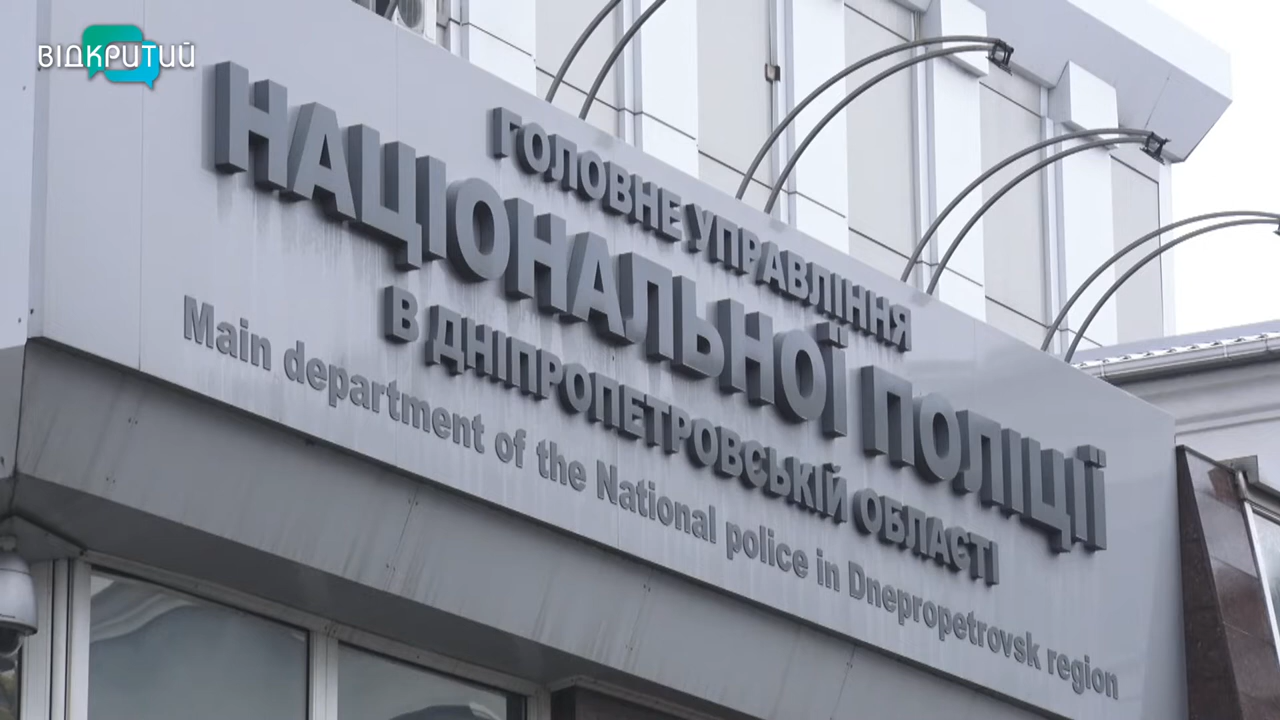 ВІДКРИТИЙ
ГОЛОВНЕ УПРАВЛІННЯ
НАЦІОНАЛЬНОЇ ПОЛІЦІЇ
В ДНІПРОПЕТРОВСЬКІЙ ОБЛАСТІ
Main department of the National police in Dnepropetrovsk region